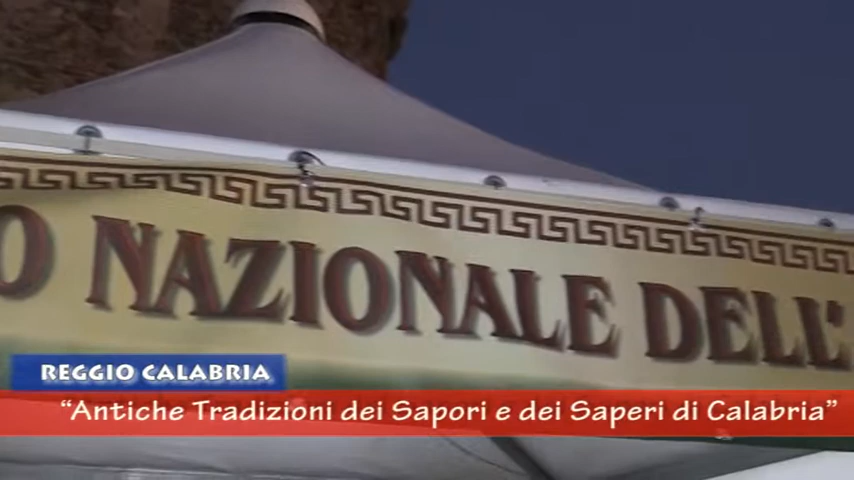 O NAZIONALE DELL'
REGGIO CALABRIA
“Antiche Tradizioni dei Sapori e dei Saperi di Calabria”